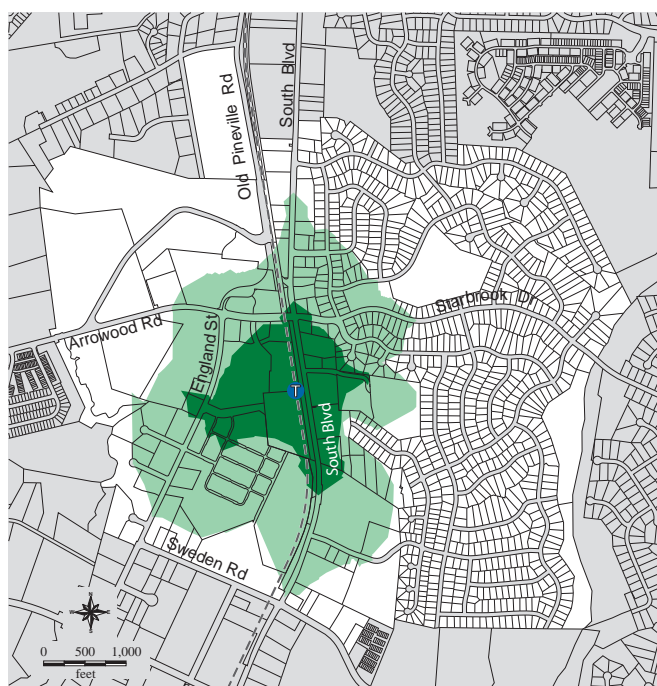 Old Pineville Rd
South Blvd
Starbrook Dr
Arrowood Rd
England St
T
South Blvd
Sweden Rd
N
W E
S
0 500 1,000
feet